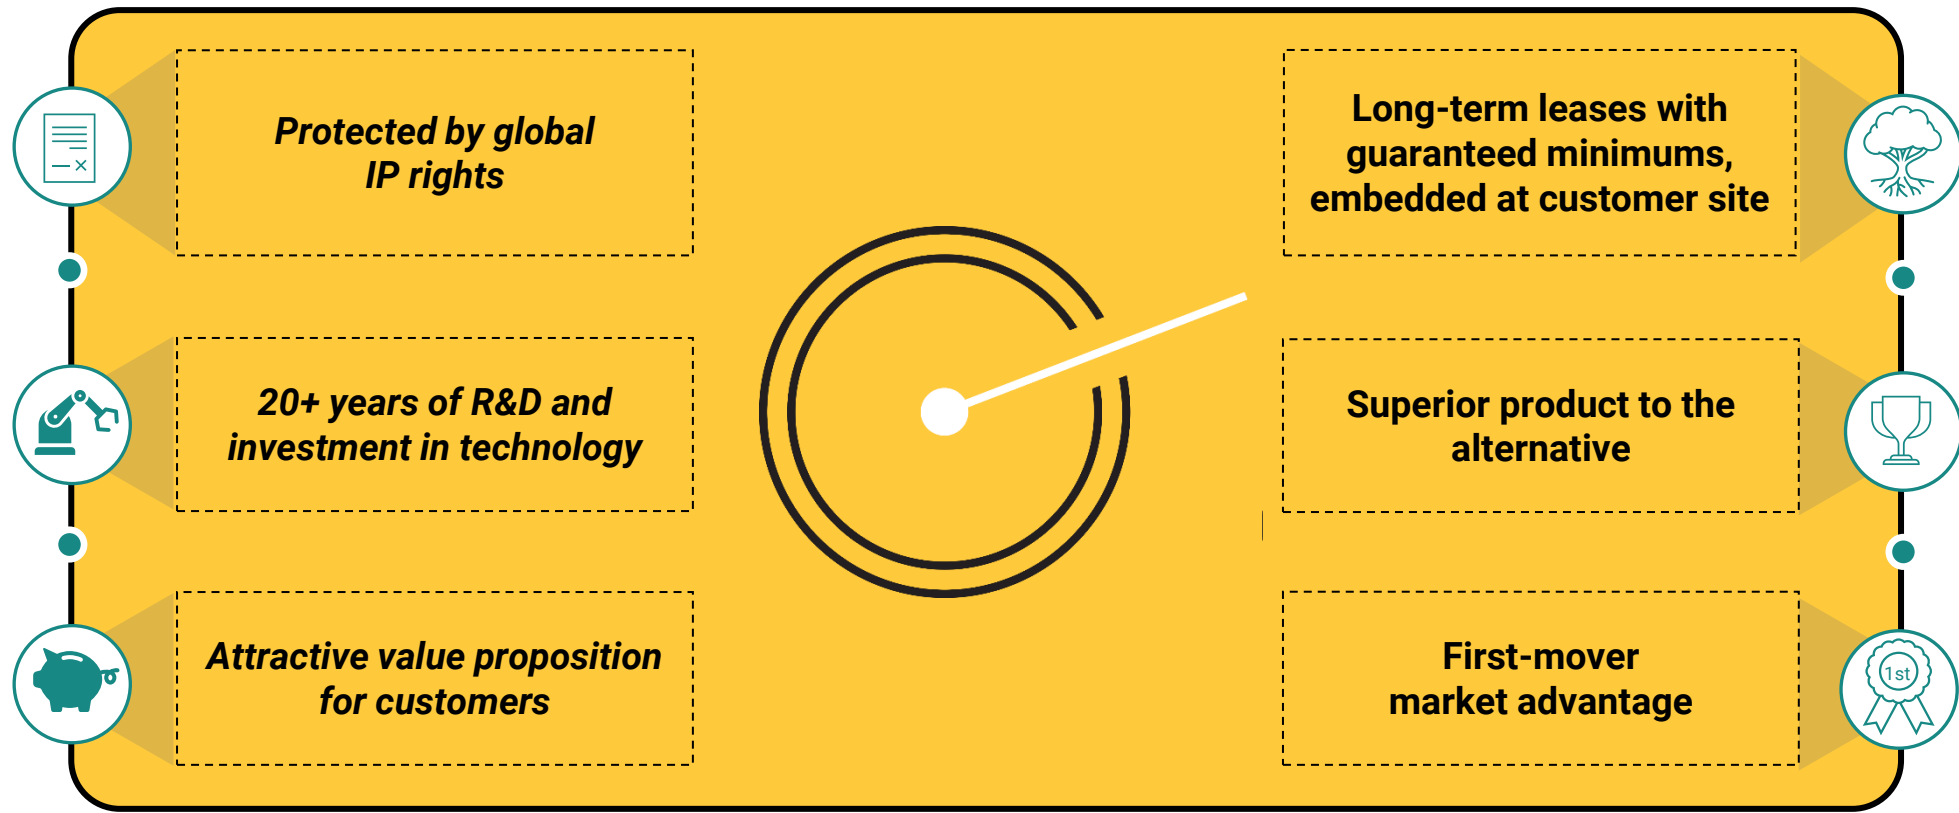 Protected by global
IP rights
20+ years of R&D and
investment in technology
Attractive value proposition
for customers
Long-term leases with
guaranteed minimums,
embedded at customer site
Superior product to the
alternative
First-mover
market advantage
1st